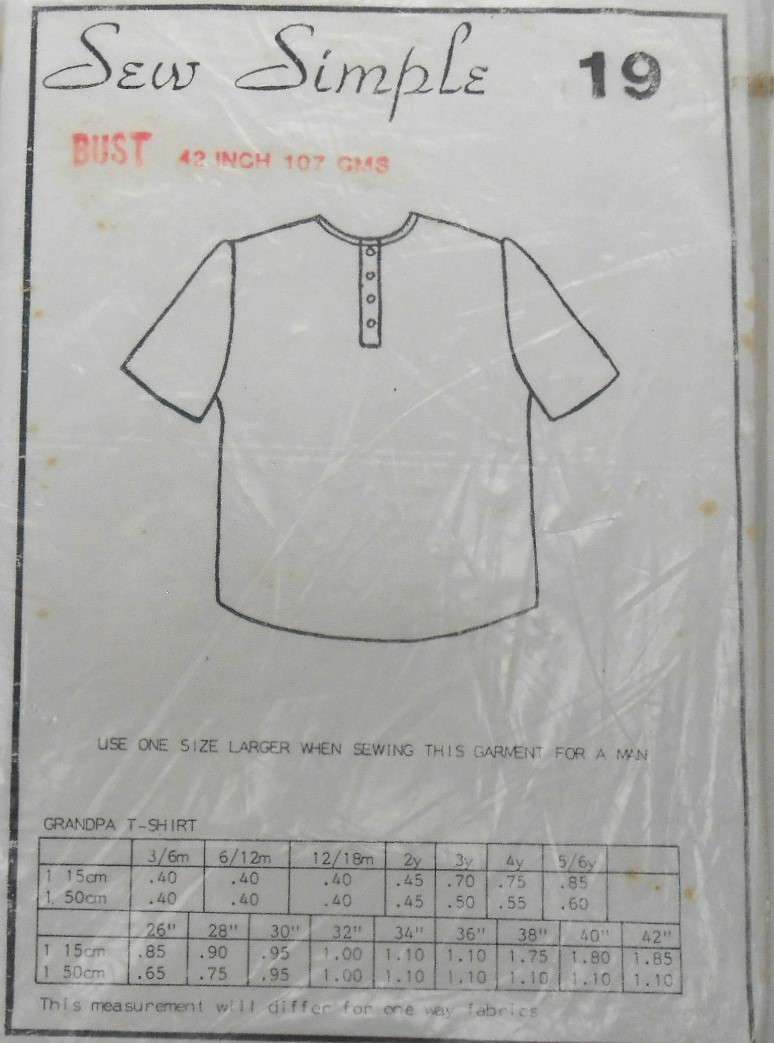 Sew Simple 19
BUST 42 INCH 107 CMS
USE ONE SIZE LARGER WHEN SEWING THIS GARMENT FOR A MAN
GRANDPA T-SHIRT
3/6m 6/12m 12/18m 2y 3y 4y 5/6y
1 15cm .40 .40 .40 .45 .70 .75 .85
1 50cm .40 .40 .40 .45 .50 .55 .60
26" 28" 30" 32" 34" 36" 38" 40" 42"
1 15cm .85 .90 .95 1.00 1.10 1.10 1.75 1.80 1.85
1 50cm .65 .75 .95 1.00 1.10 1.10 1.10 1.10 1.10
This measurement will differ for one way fabrics